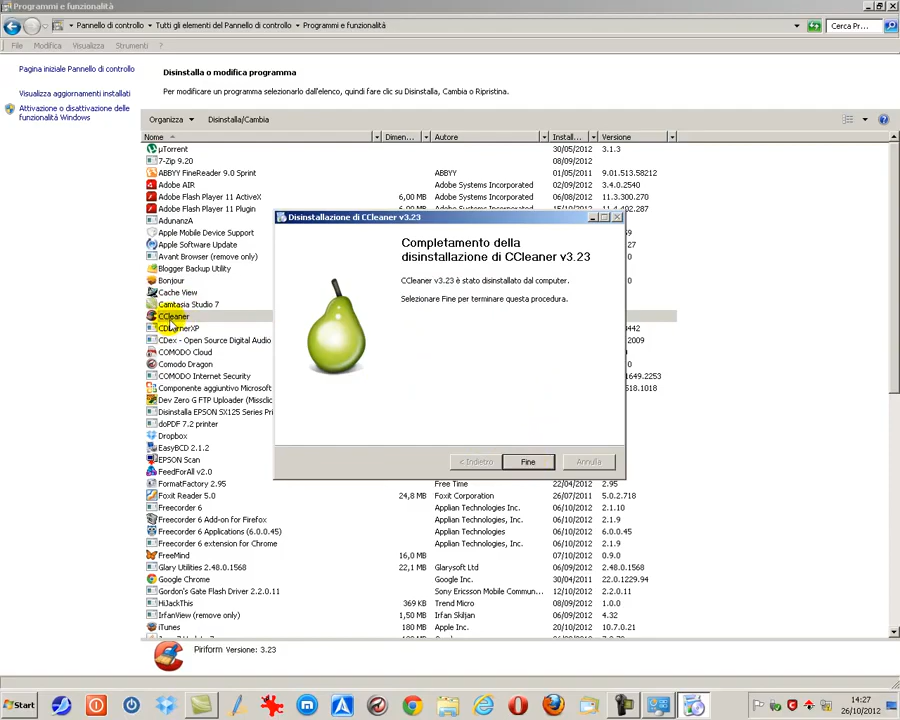 Programmi e funzionalità
Pannello di controllo
Tutti gli elementi del Pannello di controllo
Programmi e funzionalità
Cerca Pr...
File Modifica Visualizza Strumenti ?
Pagina iniziale Pannello di controllo
Visualizza aggiornamenti installati
Attivazione o disattivazione delle
funzionalità Windows
Disinstalla o modifica programma
Per modificare un programma selezionarlo dall'elenco, quindi fare clic su Disinstalla, Cambia o Ripristina.
Organizza Disinstalla/Cambia
Nome Dimen... Autore Install... Versione
µTorrent 30/05/2012 3.1.3
7-Zip 9.20 08/09/2012
ABBYY FineReader 9.0 Sprint ABBYY 01/05/2011 9.01.513.58212
Adobe AIR Adobe Systems Incorporated 02/09/2012 3.4.0.2540
Adobe Flash Player 11 ActiveX 6,00 MB Adobe Systems Incorporated 06/08/2012 11.3.300.270
Adobe Flash Player 11 Plugin 6,00 MB Adobe Systems Incorporated
AdunanzA
Apple Mobile Device Support
Apple Software Update
Avant Browser (remove only)
Blogger Backup Utility
Bonjour
Cache View
Camtasia Studio 7
CCleaner
CDBurnerXP
CDex - Open Source Digital Audio
COMODO Cloud
Comodo Dragon
COMODO Internet Security
Componente aggiuntivo Microsoft
Dev Zero G FTP Uploader (Missclic
Disinstalla EPSON SX125 Series Pri
doPDF 7.2 printer
Dropbox
EasyBCD 2.1.2
EPSON Scan
FeedForAll v2.0
FormatFactory 2.95 Free Time 22/04/2012 2.95
Foxit Reader 5.0 24,8 MB Foxit Corporation 26/07/2011 5.0.2.718
Freecorder 6 Applian Technologies Inc. 06/10/2012 2.1.10
Freecorder 6 Add-on for Firefox Applian Technologies, Inc. 06/10/2012 2.1.9
Freecorder 6 Applications (6.0.0.45) Applian Technologies Inc. 06/10/2012 6.0.0.45
Freecorder 6 extension for Chrome Applian Technologies, Inc. 06/10/2012 2.1.9
FreeMind 16,0 MB 07/10/2012 0.9.0
Glary Utilities 2.48.0.1568 22,1 MB Glarysoft Ltd 06/10/2012 2.48.0.1568
Google Chrome Google Inc. 30/04/2011 22.0.1229.94
Gordon's Gate Flash Driver 2.2.0.11 Sony Ericsson Mobile Commun... 06/10/2012 2.2.0.11
HiJackThis 369 KB Trend Micro 08/09/2012 1.0.0
IrfanView (remove only) 1,50 MB Irfan Skiljan 06/09/2012 4.32
iTunes 180 MB Apple Inc. 20/10/2012 10.7.0.21
Disinstallazione di CCleaner v3.23
Completamento della
disinstallazione di CCleaner v3.23
CCleaner v3.23 è stato disinstallato dal computer.
Selezionare Fine per terminare questa procedura.
< Indietro Fine Annulla
Piriform Versione: 3.23
Start
14:27
26/10/2012